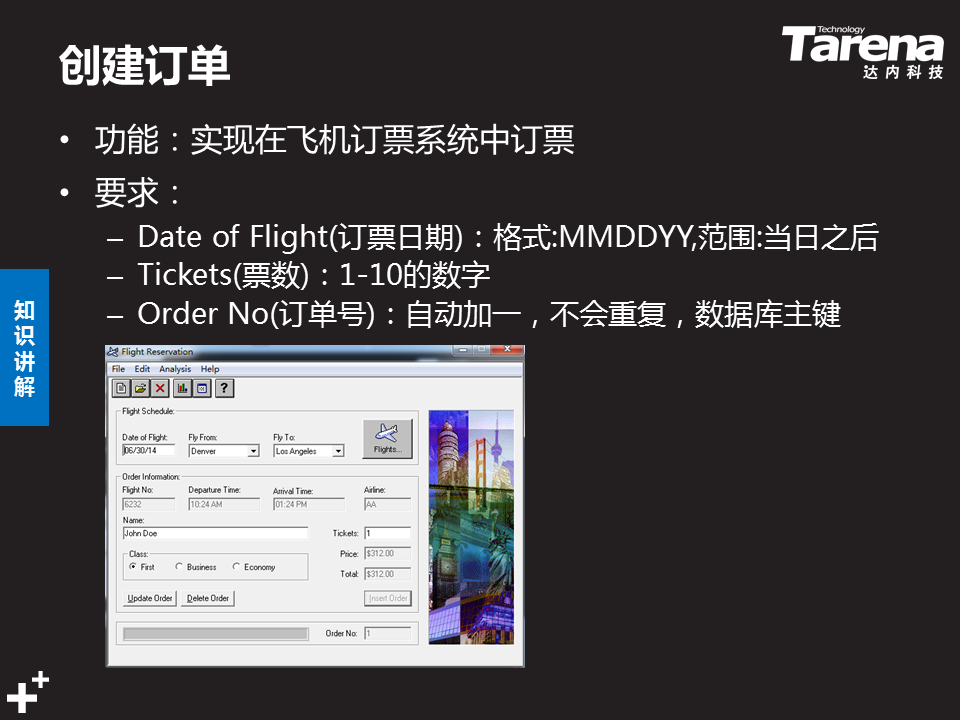 创建订单
Technology
Tarena
达内科技
• 功能：实现在飞机订票系统中订票
• 要求：
– Date of Flight(订票日期)：格式:MMDDYY,范围:当日之后
– Tickets(票数)：1-10的数字
– Order No(订单号)：自动加一，不会重复，数据库主键
知识讲解
Flight Reservation
File Edit Analysis Help
Flight Schedule:
Date of Flight: Fly From: Fly To:
06/30/14 Denver Los Angeles Flights...
Order Information:
Flight No: Departure Time: Arrival Time: Airline:
6232 10:24 AM 01:24 PM AA
Name:
John Doe Tickets: 1
Class: Price: $312.00
First Business Economy
Total: $312.00
Update Order Delete Order Insert Order
Order No: 1